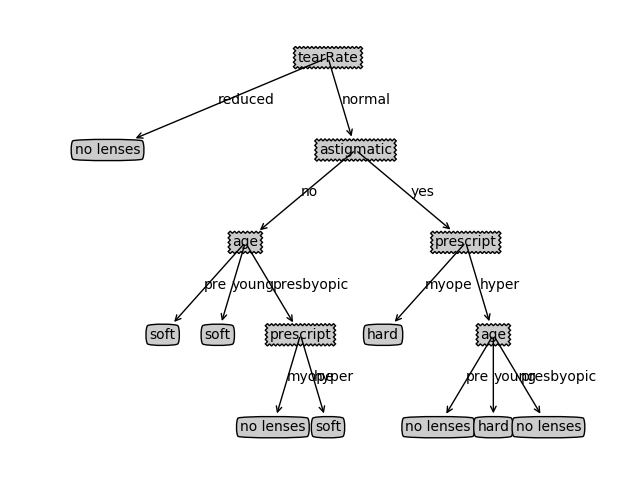 tearRate
reduced normal
no lenses astigmatic
no yes
age prescript
pre young presbyopic myope hyper
soft soft prescript hard age
myope hyper pre young presbyopic
no lenses soft no lenses hard no lenses